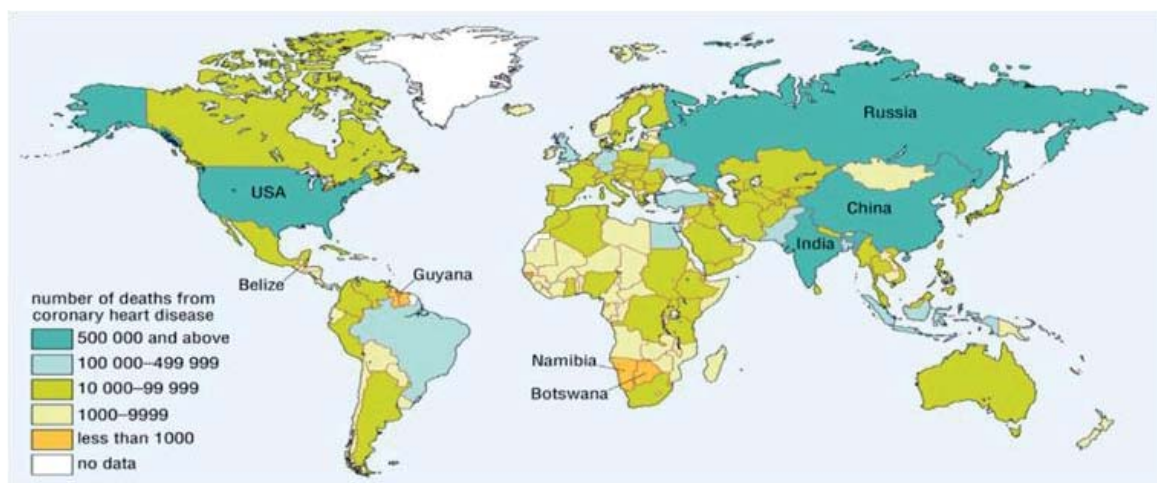 Russia
USA
China
India
Guyana
Belize
number of deaths from
coronary heart disease
500 000 and above
100 000–499 999
10 000–99 999
1000–9999
less than 1000
no data
Namibia
Botswana